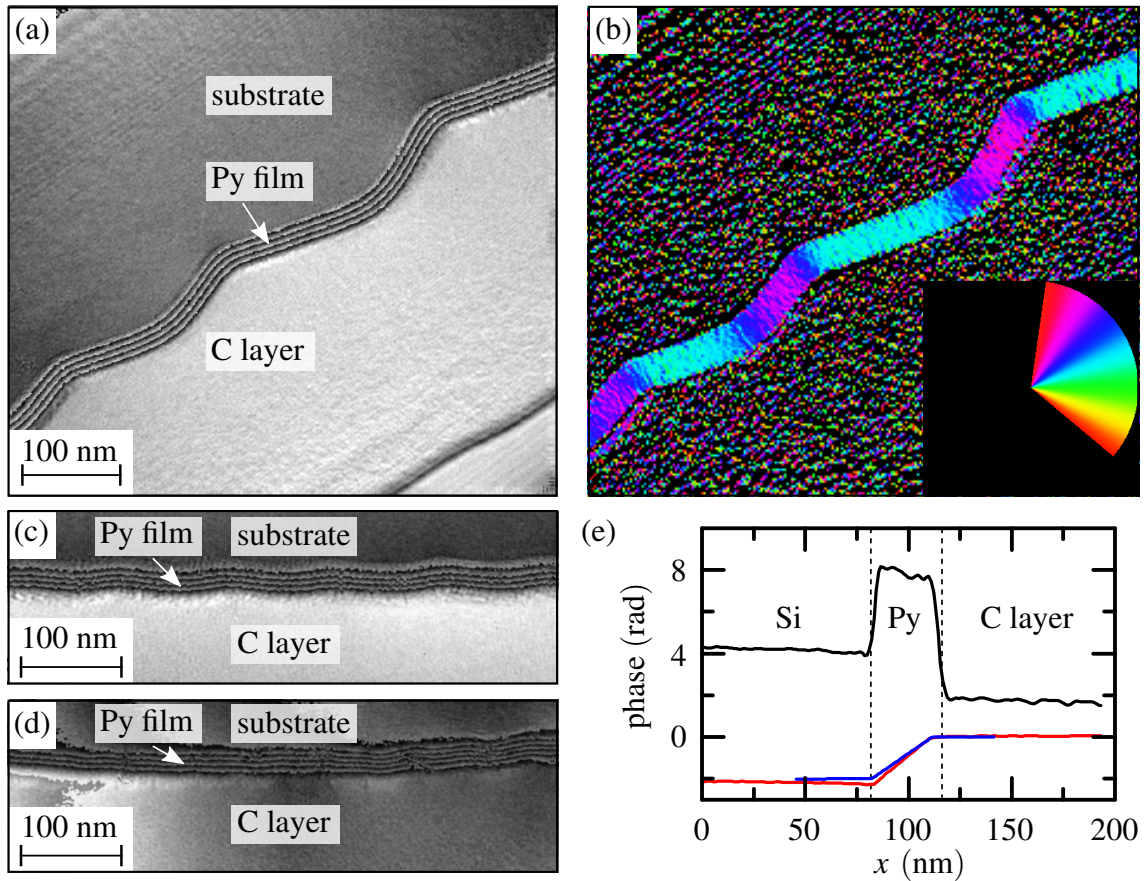 (a)
substrate
Py film
C layer
100 nm
(b)
(c)
Py film
substrate
C layer
100 nm
(d)
Py film
substrate
C layer
100 nm
(e)
8
4
0
phase (rad)
Si
Py
C layer
0 50 100 150 200
x (nm)